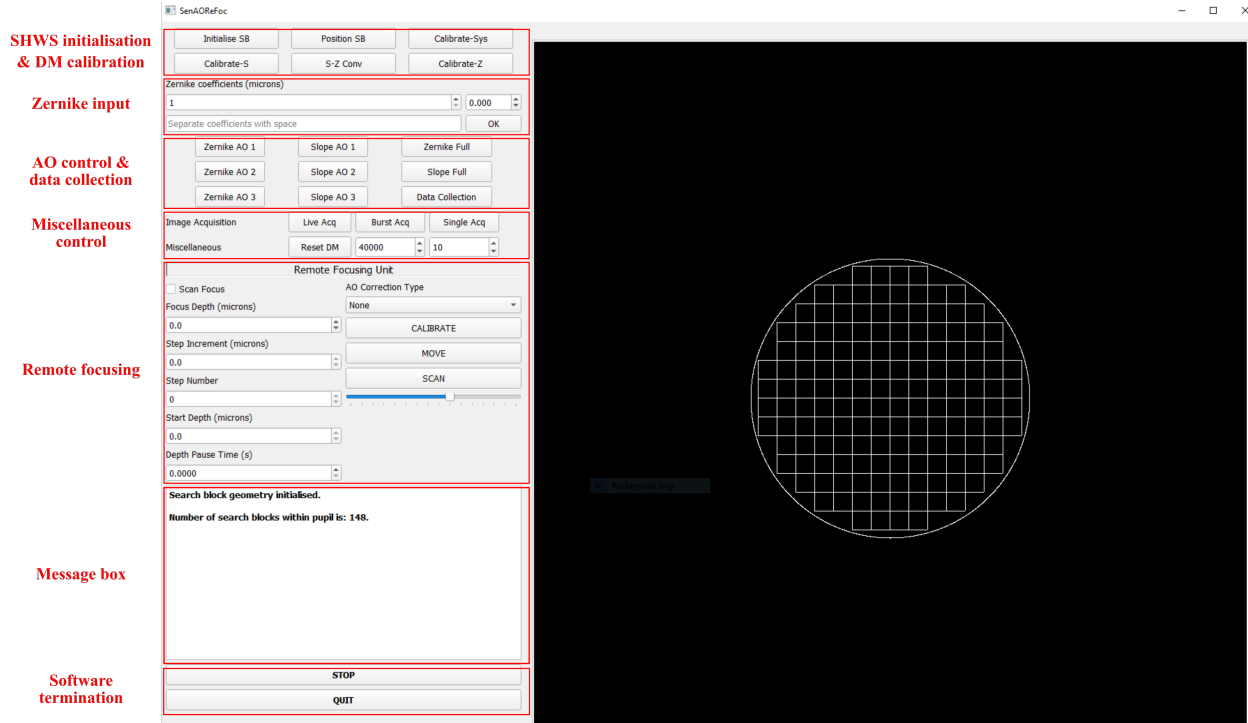 SenAOReFoc
SHWS initialisation
& DM calibration
Initialise SB Position SB Calibrate-Sys
Calibrate-S S-Z Conv Calibrate-Z
Zernike input
Zernike coefficients (microns)
1 0.000
Separate coefficients with space OK
AO control &
data collection
Zernike AO 1 Slope AO 1 Zernike Full
Zernike AO 2 Slope AO 2 Slope Full
Zernike AO 3 Slope AO 3 Data Collection
Miscellaneous
control
Image Acquisition Live Acq Burst Acq Single Acq
Miscellaneous Reset DM 40000 10
Remote focusing
Remote Focusing Unit
Scan Focus
AO Correction Type
Focus Depth (microns)
None
0.0
CALIBRATE
Step Increment (microns)
MOVE
0.0
Step Number
SCAN
0
Start Depth (microns)
0.0
Depth Pause Time (s)
0.0000
Message box
Search block geometry initialised.
Number of search blocks within pupil is: 148.
Rectangular Snip
Software
termination
STOP
QUIT